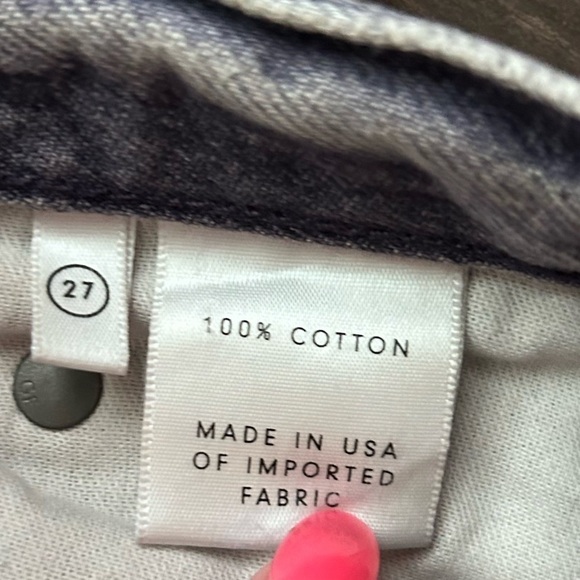 27
100% COTTON
MADE IN USA
OF IMPORTED
FABRIC